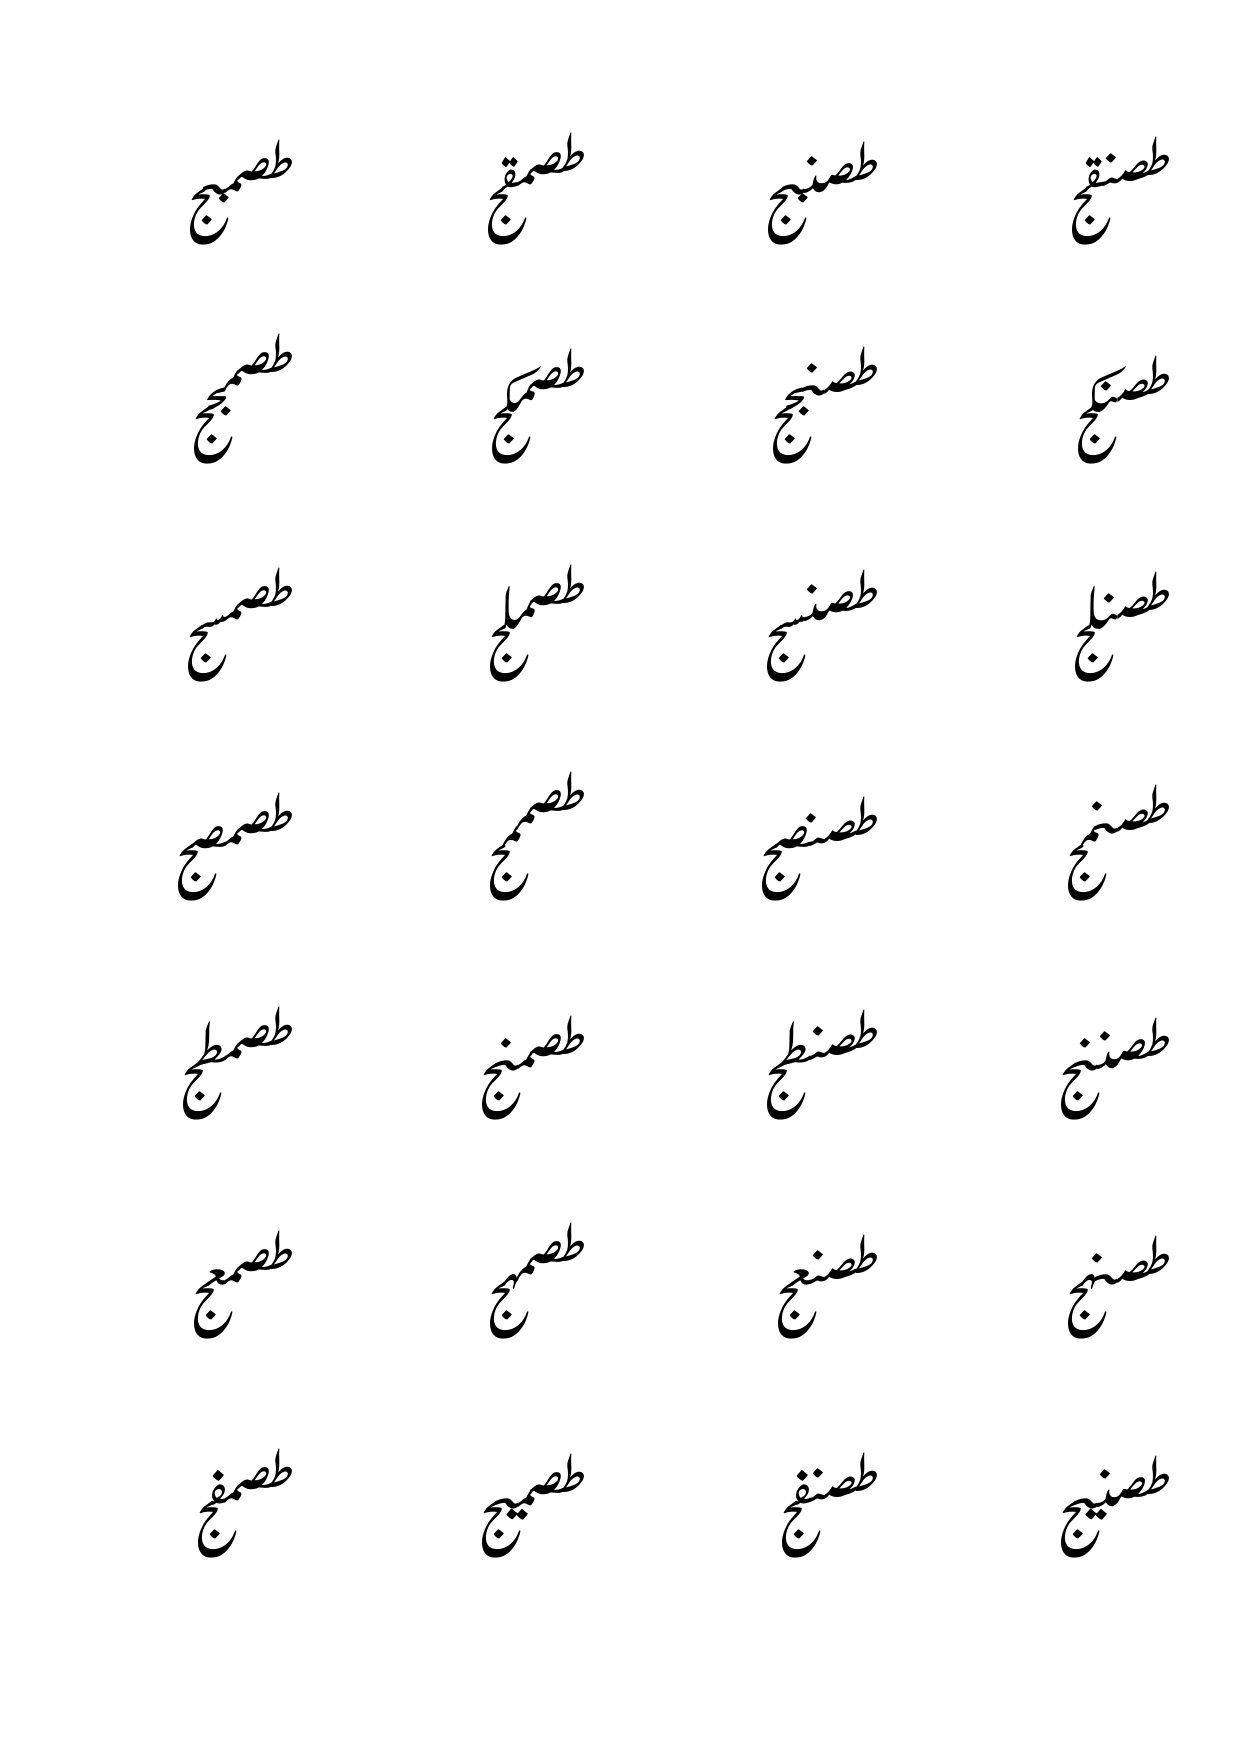 طصنقج طصنبج طصمقج طصمبج
طصنكج طصنجج طصمكج طصمجج
طصنلج طصنسج طصملج طصمسج
طصنمج طصنصج طصممج طصمصج
طصننج طصنطج طصمنج طصمطج
طصنهج طصنعج طصمهج طصمعج
طصنيج طصنفج طصميج طصمفج